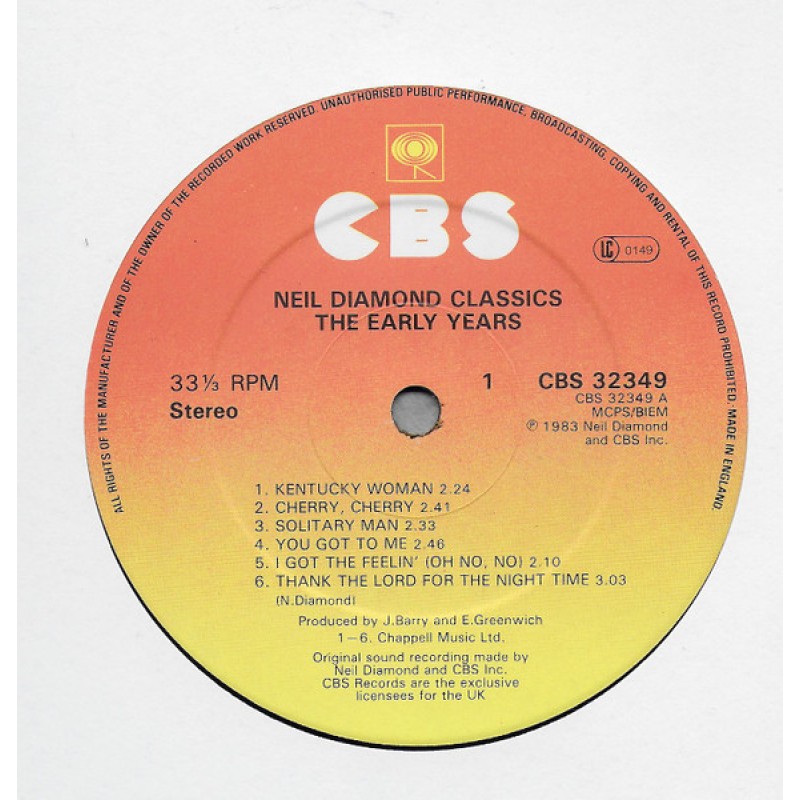 ALL RIGHTS OF THE MANUFACTURER AND OF THE OWNER OF THE RECORDED WORK RESERVED. UNAUTHORISED PUBLIC PERFORMANCE, BROADCASTING, COPYING AND RENTAL OF THIS RECORD PROHIBITED. MADE IN ENGLAND.
CBS
LC 0149
NEIL DIAMOND CLASSICS
THE EARLY YEARS
33⅓ RPM 1 CBS 32349
Stereo
CBS 32349 A
MCPS/BIEM
℗ 1983 Neil Diamond
and CBS Inc.
1. KENTUCKY WOMAN 2.24
2. CHERRY, CHERRY 2.41
3. SOLITARY MAN 2.33
4. YOU GOT TO ME 2.46
5. I GOT THE FEELIN' (OH NO, NO) 2.10
6. THANK THE LORD FOR THE NIGHT TIME 3.03
(N.Diamond)
Produced by J.Barry and E.Greenwich
1–6. Chappell Music Ltd.
Original sound recording made by
Neil Diamond and CBS Inc.
CBS Records are the exclusive
licensees for the UK